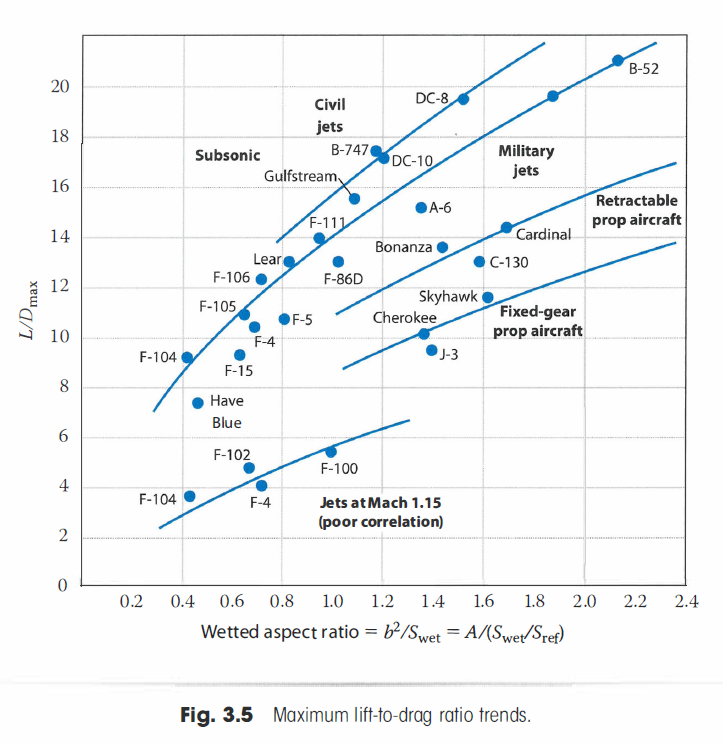 20
18
16
14
12
10
8
6
4
2
0
L/Dmax
0.2 0.4 0.6 0.8 1.0 1.2 1.4 1.6 1.8 2.0 2.2 2.4
Wetted aspect ratio = b²/Swet = A/(Swet/Sref)
B-52
DC-8
Civil
jets
Subsonic
B-747
DC-10
Military
jets
Gulfstream
A-6
Retractable
prop aircraft
F-111
Cardinal
Bonanza
Lear
F-86D
C-130
F-106
Skyhawk
F-105
F-5
Cherokee
Fixed-gear
prop aircraft
F-4
F-104
F-15
J-3
Have
Blue
F-102
F-100
F-104
F-4
Jets at Mach 1.15
(poor correlation)
Fig. 3.5 Maximum lift-to-drag ratio trends.